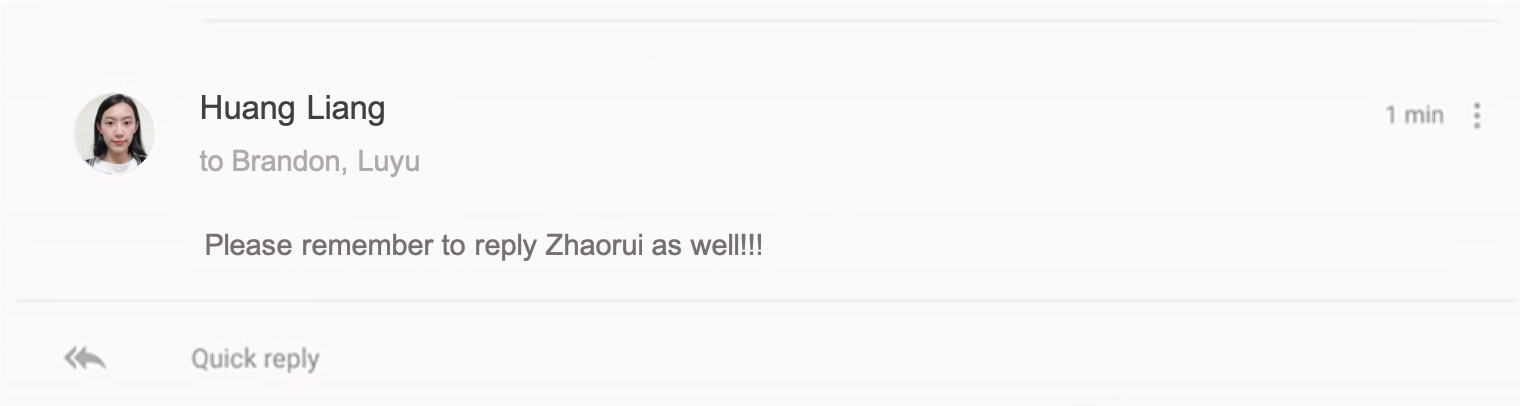 Huang Liang
1 min
to Brandon, Luyu
Please remember to reply Zhaorui as well!!!
Quick reply